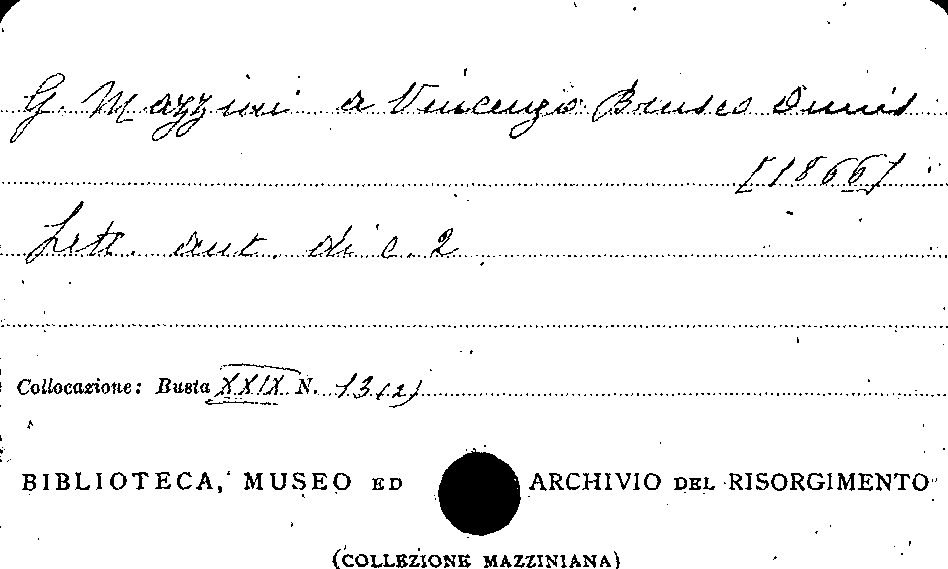 G. Mazzini a Vincenzo Brusco Onnis
[1866]
Lett. aut. di c. 2.
Collocazione: Busta XXIX N. 13(2)
BIBLIOTECA, MUSEO ED ARCHIVIO DEL RISORGIMENTO
(COLLEZIONE MAZZINIANA)